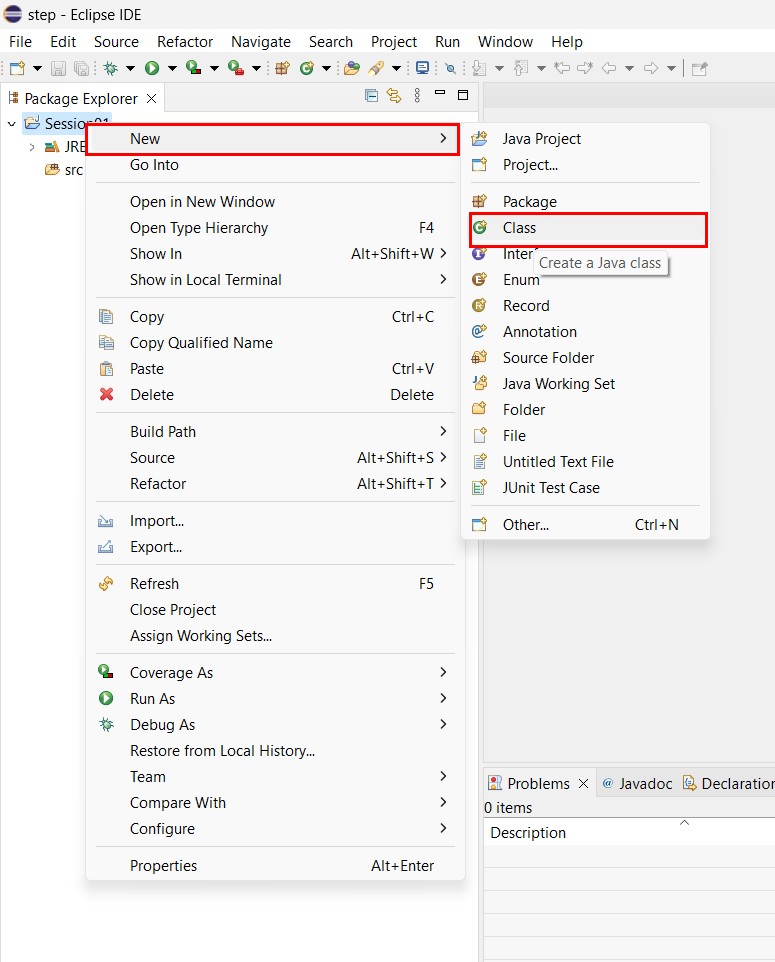 step - Eclipse IDE
File Edit Source Refactor Navigate Search Project Run Window Help
Package Explorer
Session01
JRE
src
New
Go Into
Open in New Window
Open Type Hierarchy F4
Show In Alt+Shift+W
Show in Local Terminal
Copy Ctrl+C
Copy Qualified Name
Paste Ctrl+V
Delete Delete
Build Path
Source Alt+Shift+S
Refactor Alt+Shift+T
Import...
Export...
Refresh F5
Close Project
Assign Working Sets...
Coverage As
Run As
Debug As
Restore from Local History...
Team
Compare With
Configure
Properties Alt+Enter
Java Project
Project...
Package
Class
Create a Java class
Enum
Record
Annotation
Source Folder
Java Working Set
Folder
File
Untitled Text File
JUnit Test Case
Other... Ctrl+N
Problems Javadoc Declaration
0 items
Description